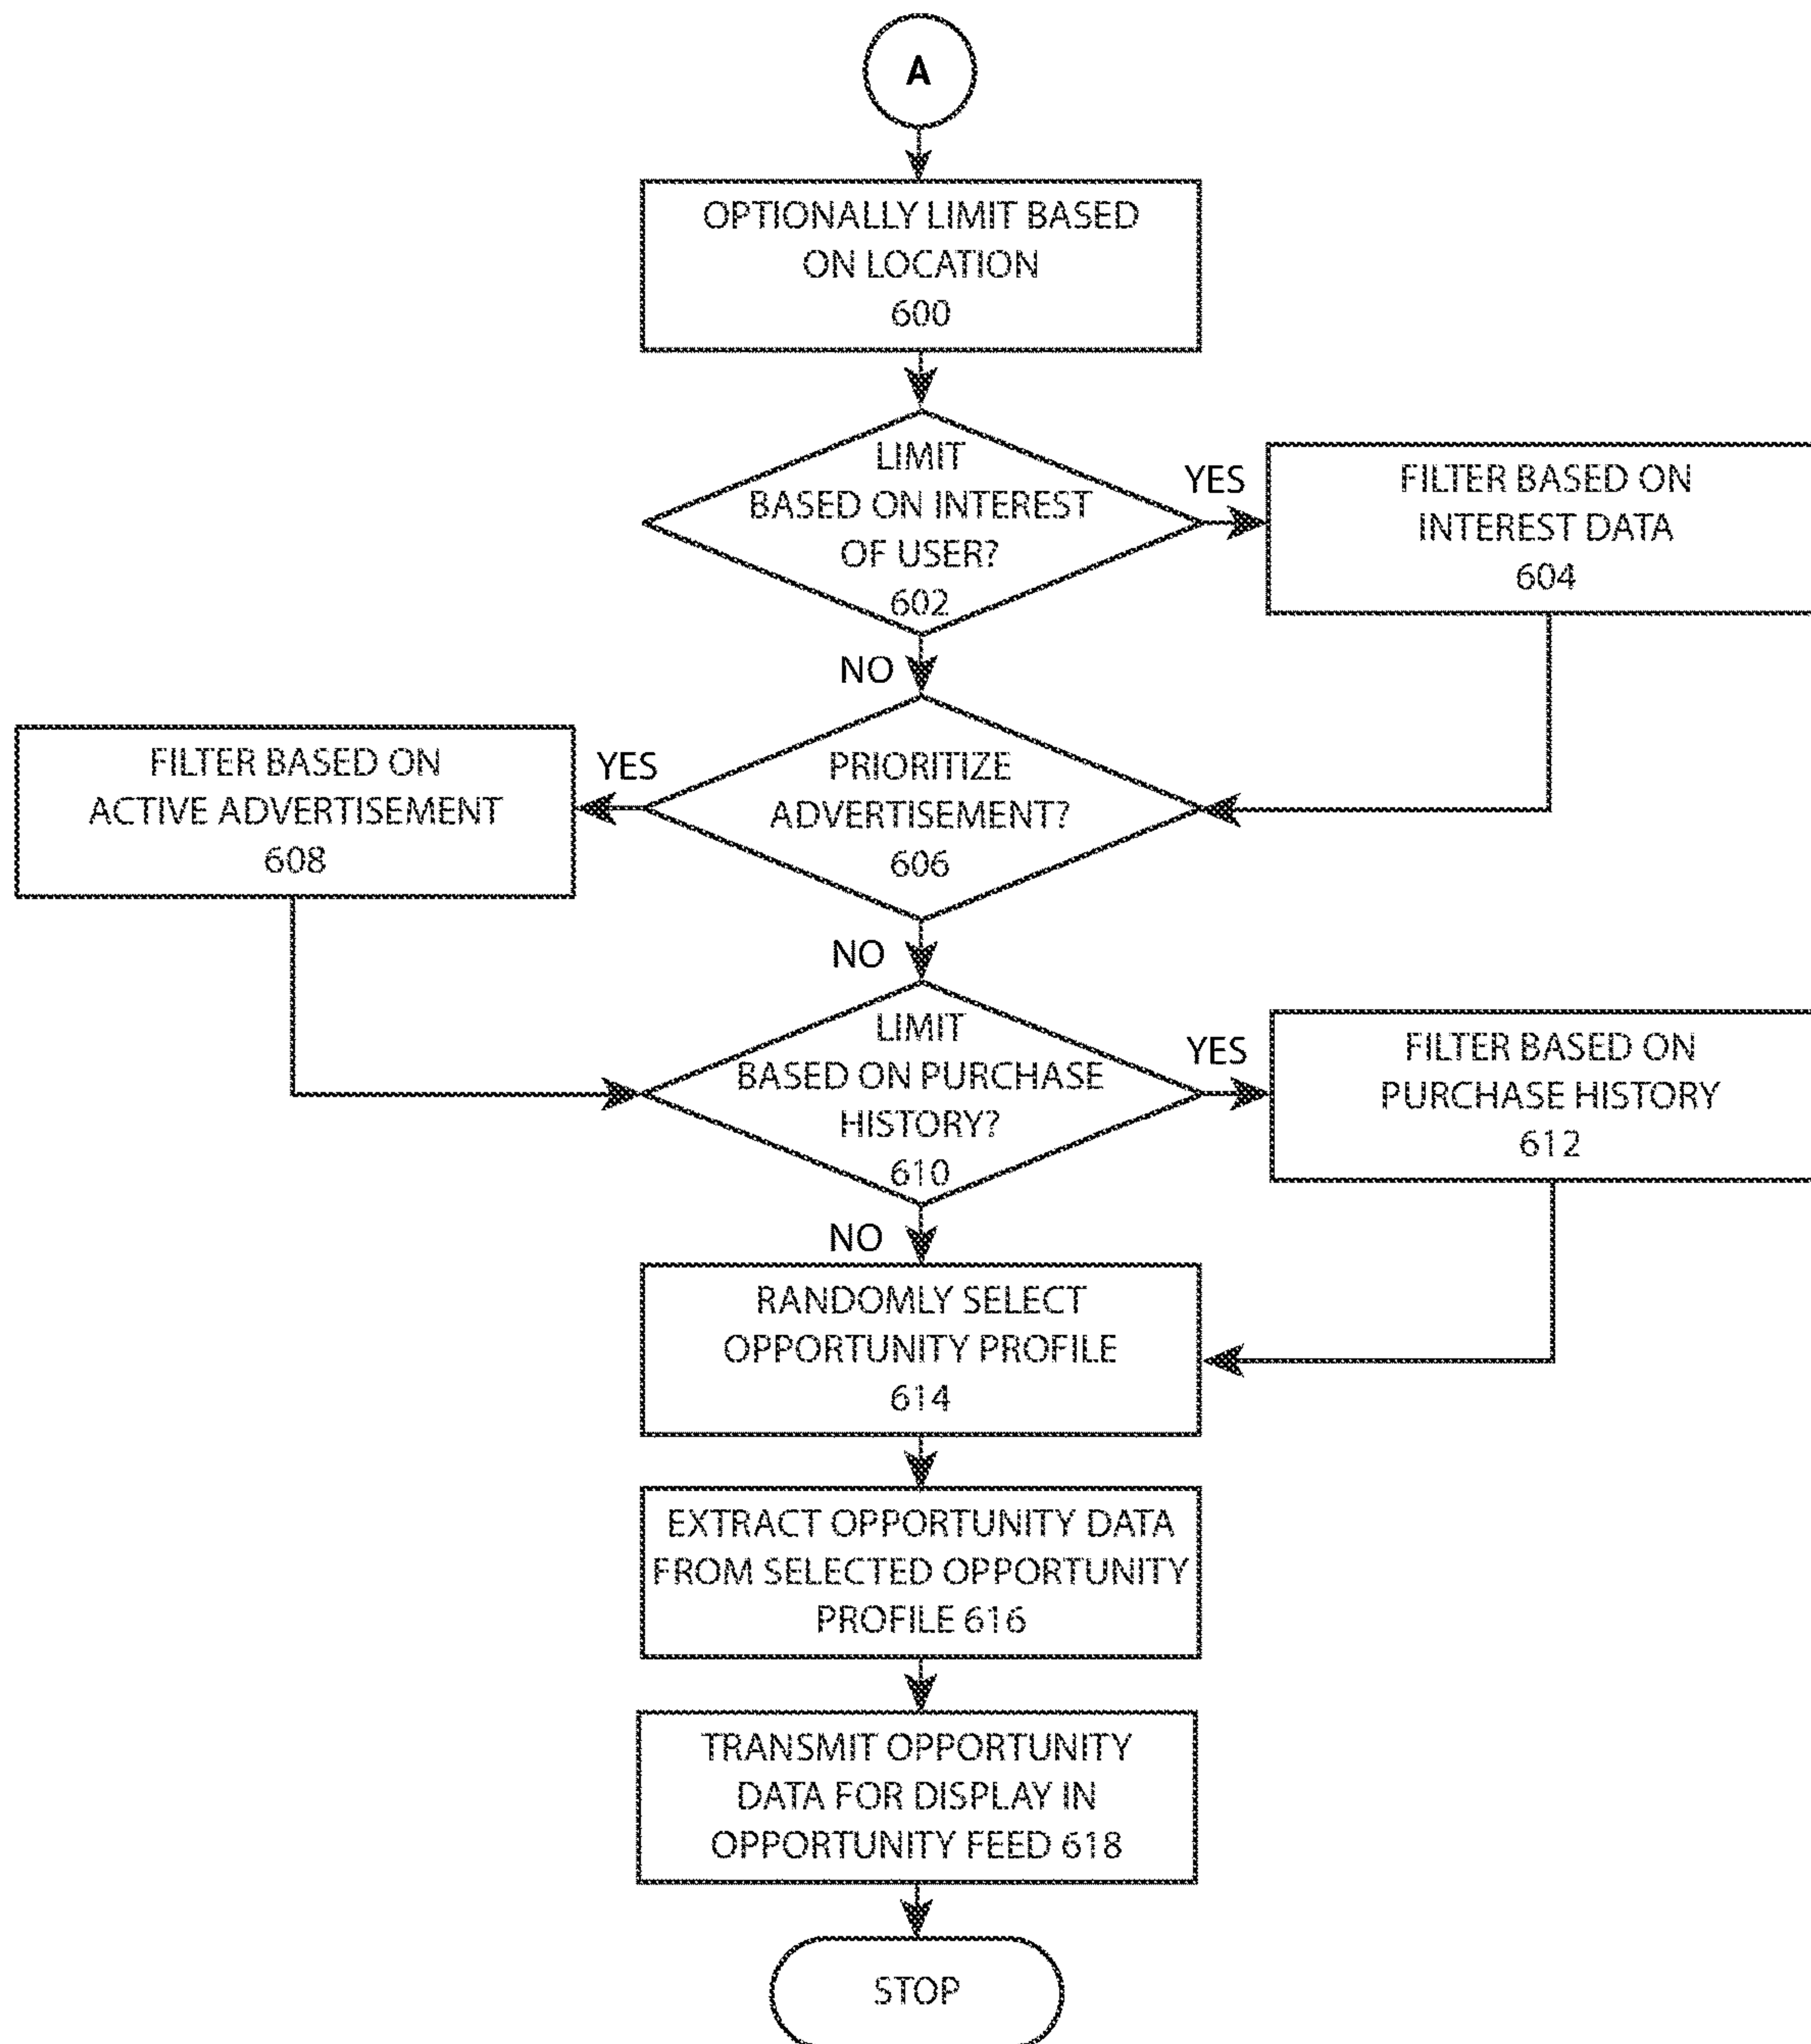 A
OPTIONALLY LIMIT BASED
ON LOCATION
600
LIMIT
BASED ON INTEREST
OF USER?
602
YES
FILTER BASED ON
INTEREST DATA
604
NO
FILTER BASED ON
ACTIVE ADVERTISEMENT
608
YES
PRIORITIZE
ADVERTISEMENT?
606
NO
LIMIT
BASED ON PURCHASE
HISTORY?
610
YES
FILTER BASED ON
PURCHASE HISTORY
612
NO
RANDOMLY SELECT
OPPORTUNITY PROFILE
614
EXTRACT OPPORTUNITY DATA
FROM SELECTED OPPORTUNITY
PROFILE 616
TRANSMIT OPPORTUNITY
DATA FOR DISPLAY IN
OPPORTUNITY FEED 618
STOP